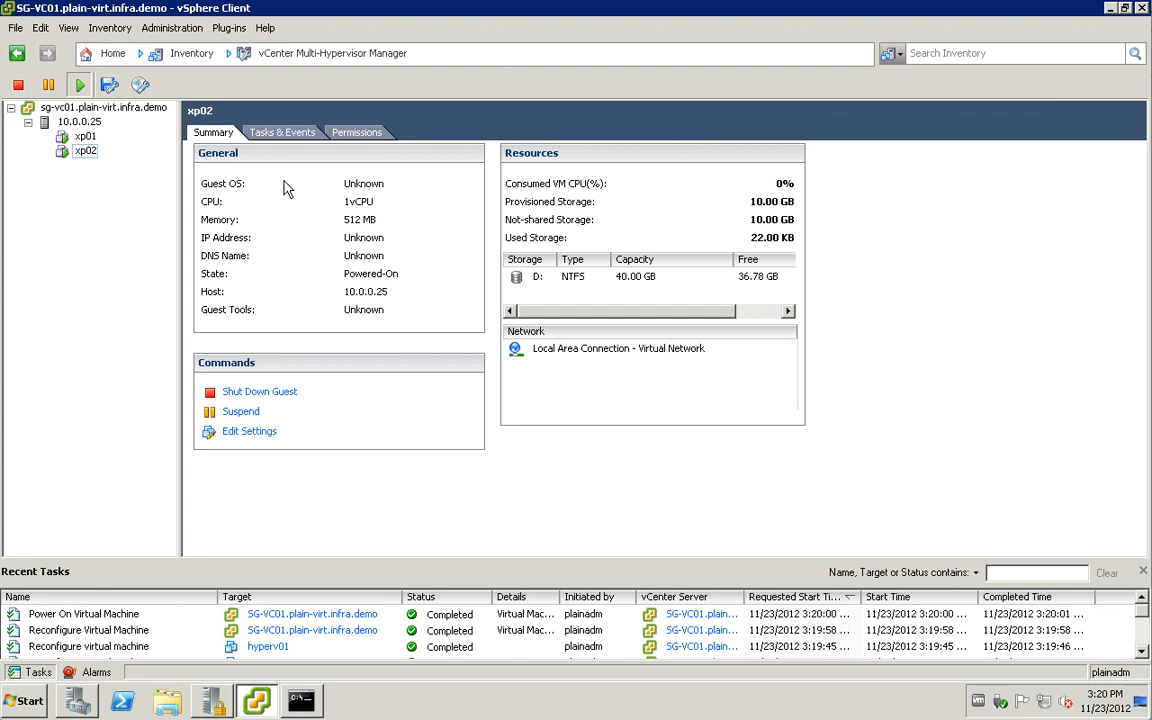 SG-VC01.plain-virt.infra.demo - vSphere Client
File Edit View Inventory Administration Plug-ins Help
Home Inventory vCenter Multi-Hypervisor Manager Search Inventory
sg-vc01.plain-virt.infra.demo
10.0.0.25
xp01
xp02
xp02
Summary Tasks & Events Permissions
General
Guest OS: Unknown
CPU: 1vCPU
Memory: 512 MB
IP Address: Unknown
DNS Name: Unknown
State: Powered-On
Host: 10.0.0.25
Guest Tools: Unknown
Commands
Shut Down Guest
Suspend
Edit Settings
Resources
Consumed VM CPU(%): 0%
Provisioned Storage: 10.00 GB
Not-shared Storage: 10.00 GB
Used Storage: 22.00 KB
Storage Type Capacity Free
D: NTFS 40.00 GB 36.78 GB
Network
Local Area Connection - Virtual Network
Recent Tasks Name, Target or Status contains: Clear
Name Target Status Details Initiated by vCenter Server Requested Start Ti... Start Time Completed Time
Power On Virtual Machine SG-VC01.plain-virt.infra.demo Completed Virtual Mac... plainadm SG-VC01.plain... 11/23/2012 3:20:00 ... 11/23/2012 3:20:00 ... 11/23/2012 3:20:01 ...
Reconfigure Virtual Machine SG-VC01.plain-virt.infra.demo Completed Virtual Mac... plainadm SG-VC01.plain... 11/23/2012 3:19:58 ... 11/23/2012 3:19:58 ... 11/23/2012 3:19:58 ...
Reconfigure virtual machine hyperv01 Completed plainadm SG-VC01.plain... 11/23/2012 3:19:45 ... 11/23/2012 3:19:45 ... 11/23/2012 3:19:46 ...
Tasks Alarms plainadm
Start 3:20 PM
11/23/2012